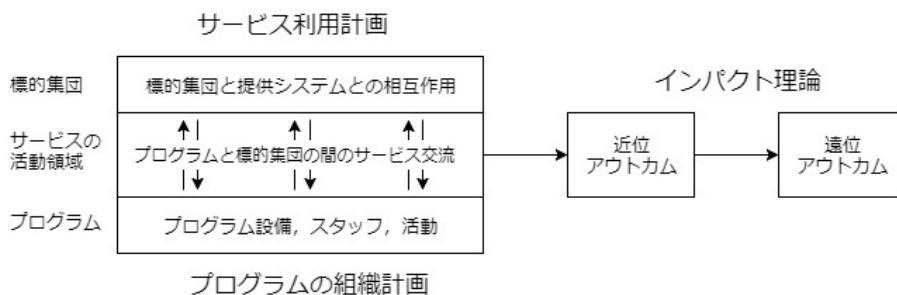 サービス利用計画
標的集団
標的集団と提供システムとの相互作用
インパクト理論
サービスの
活動領域
プログラムと標的集団の間のサービス交流
近位
アウトカム
遠位
アウトカム
プログラム
プログラム設備，スタッフ，活動
プログラムの組織計画